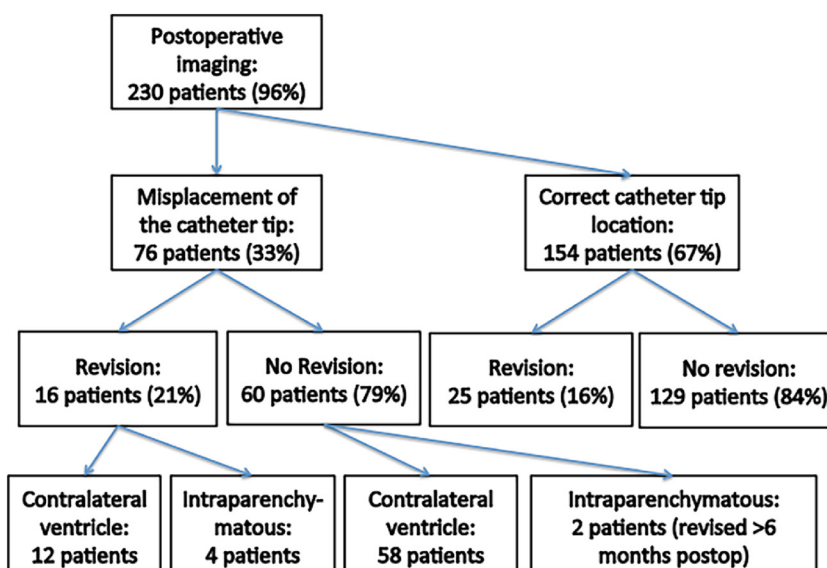 Postoperative
imaging:
230 patients (96%)
Misplacement of
the catheter tip:
76 patients (33%)
Correct catheter tip
location:
154 patients (67%)
Revision:
16 patients (21%)
No Revision:
60 patients (79%)
Revision:
25 patients (16%)
No revision:
129 patients (84%)
Contralateral
ventricle:
12 patients
Intraparenchy-
matous:
4 patients
Contralateral
ventricle:
58 patients
Intraparenchymatous:
2 patients (revised >6
months postop)